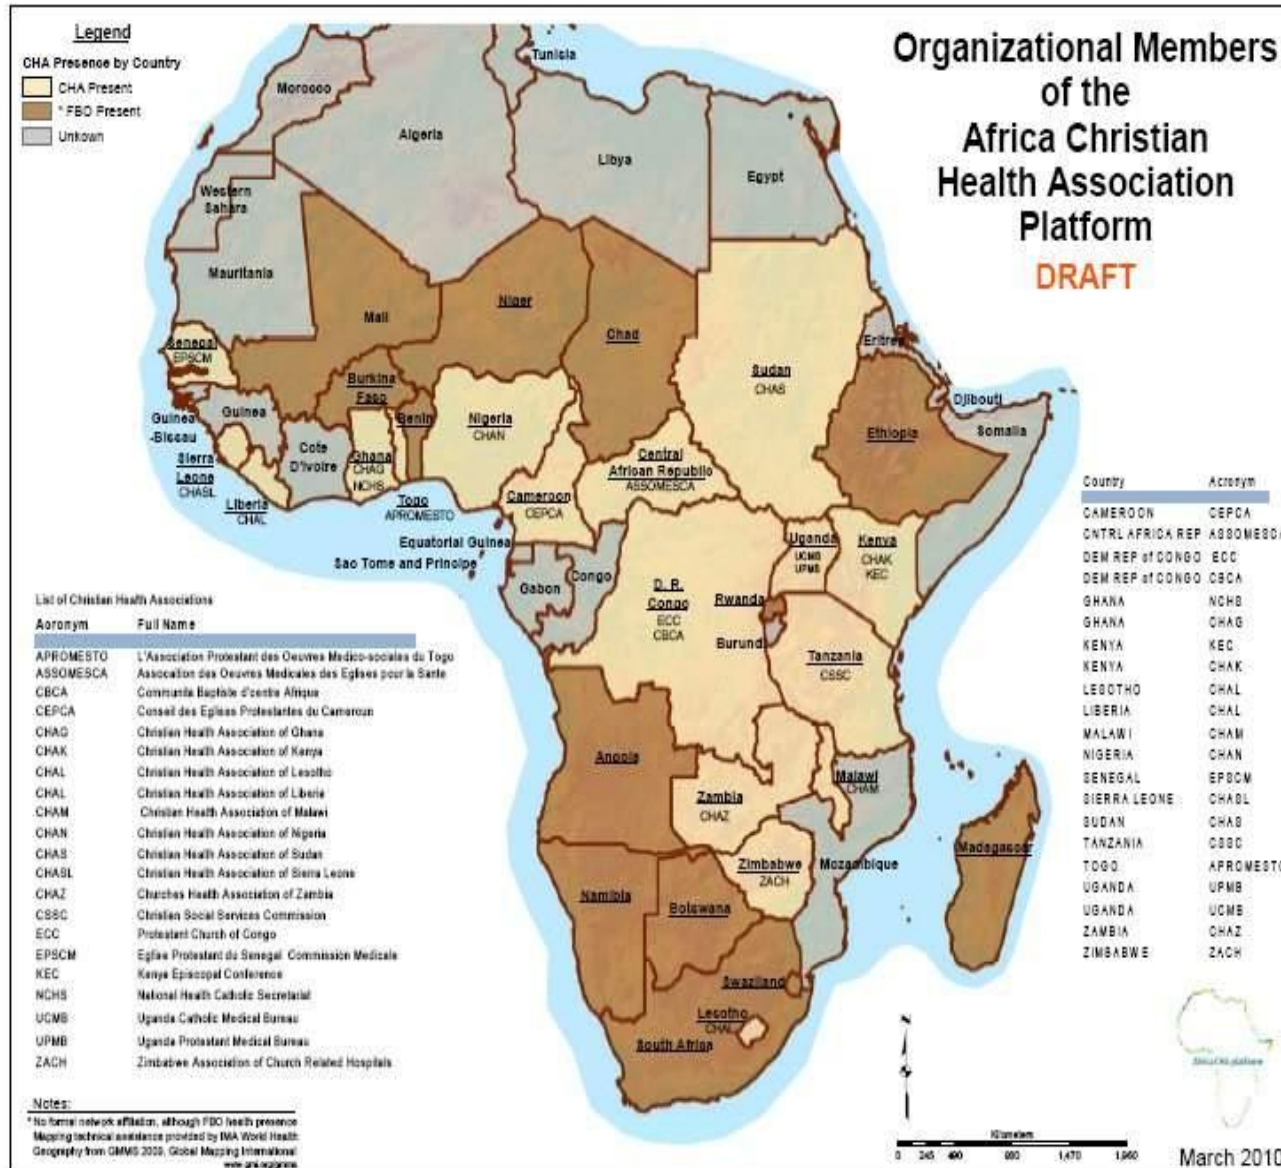 Legend
CHA Presence by Country
CHA Present
* FBO Present
Unkown
Organizational Members
of the
Africa Christian
Health Association
Platform
DRAFT
Tunisia
Morocco
Algeria
Libya
Egypt
Western
Sahara
Mauritania
Mali
Niger
Chad
Sudan
CHAS
Eritrea
Senegal
EPSCM
Burkina
Faso
Djibouti
Guinea
-Bissau
Guinea
Benin
Nigeria
CHAN
Ethiopia
Somalia
Sierra
Leone
CHASL
Cote
D'Ivoire
Ghana
CHAG
NCHS
Central
African Republic
ASSOMESCA
Liberia
CHAL
Togo
APROMESTO
Cameroon
CEPCA
Equatorial Guinea
Sao Tome and Principe
Uganda
UCMB
UPMB
Kenya
CHAK
KEC
Gabon
Congo
D. R.
Congo
ECC
CBCA
Rwanda
Burundi
Tanzania
CSSC
Angola
Zambia
CHAZ
Malawi
CHAM
Zimbabwe
ZACH
Mozambique
Madagascar
Namibia
Botswana
Swaziland
Lesotho
CHAL
South Africa
Country Acronym
CAMEROON CEPCA
CNTRL AFRICA REP ASSOMESCA
DEM REP of CONGO ECC
DEM REP of CONGO CBCA
GHANA NCHS
GHANA CHAG
KENYA KEC
KENYA CHAK
LESOTHO CHAL
LIBERIA CHAL
MALAWI CHAM
NIGERIA CHAN
SENEGAL EPSCM
SIERRA LEONE CHASL
SUDAN CHAS
TANZANIA CSSC
TOGO APROMESTO
UGANDA UPMB
UGANDA UCMB
ZAMBIA CHAZ
ZIMBABWE ZACH
List of Christian Health Associations
Acronym Full Name
APROMESTO L'Association Protestant des Oeuvres Medico-sociales du Togo
ASSOMESCA Assocation des Oeuvres Medicales des Eglises pour la Sante
CBCA Communita Baptiste d'centre Afrique
CEPCA Conseil des Eglises Protestantes du Cameroun
CHAG Christian Health Association of Ghana
CHAK Christian Health Association of Kenya
CHAL Christian Health Association of Lesotho
CHAL Christian Health Association of Liberia
CHAM Christian Health Association of Malawi
CHAN Christian Health Association of Nigeria
CHAS Christian Health Association of Sudan
CHASL Christian Health Association of Sierra Leone
CHAZ Churches Health Association of Zambia
CSSC Christian Social Services Commission
ECC Protestant Church of Congo
EPSCM Eglise Protestant du Senegal Commission Medicale
KEC Kenya Episcopal Conference
NCHS National Health Catholic Secretariat
UCMB Uganda Catholic Medical Bureau
UPMB Uganda Protestant Medical Bureau
ZACH Zimbabwe Association of Church Related Hospitals
Notes:
* No formal network affiliation, although FBO health presence
Mapping technical assistance provided by IMA World Health
Geography from GMMS 2009, Global Mapping International
N
Kilometers
0 245 490 980 1,470 1,960
Africa CHA platform
March 2010